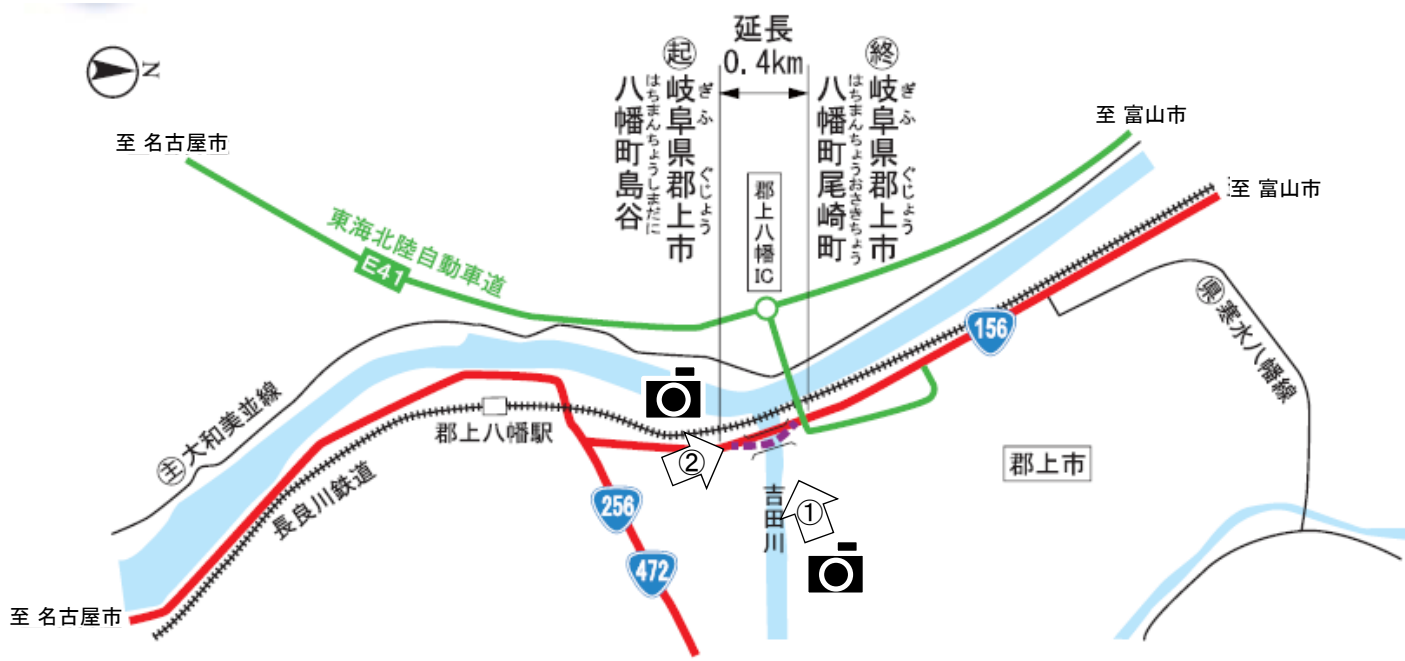 延長
0.4km
起
岐阜県郡上市
ぎふ ぐじょう
八幡町島谷
はちまんちょうしまだに
終
岐阜県郡上市
ぎふ ぐじょう
八幡町尾崎町
はちまんちょうおさきちょう
N
至 名古屋市
至 富山市
至 富山市
東海北陸自動車道
E41
郡上八幡IC
156
県 寒水八幡線
主 大和美並線
郡上八幡駅
長良川鉄道
②
①
吉田川
郡上市
256
472
至 名古屋市